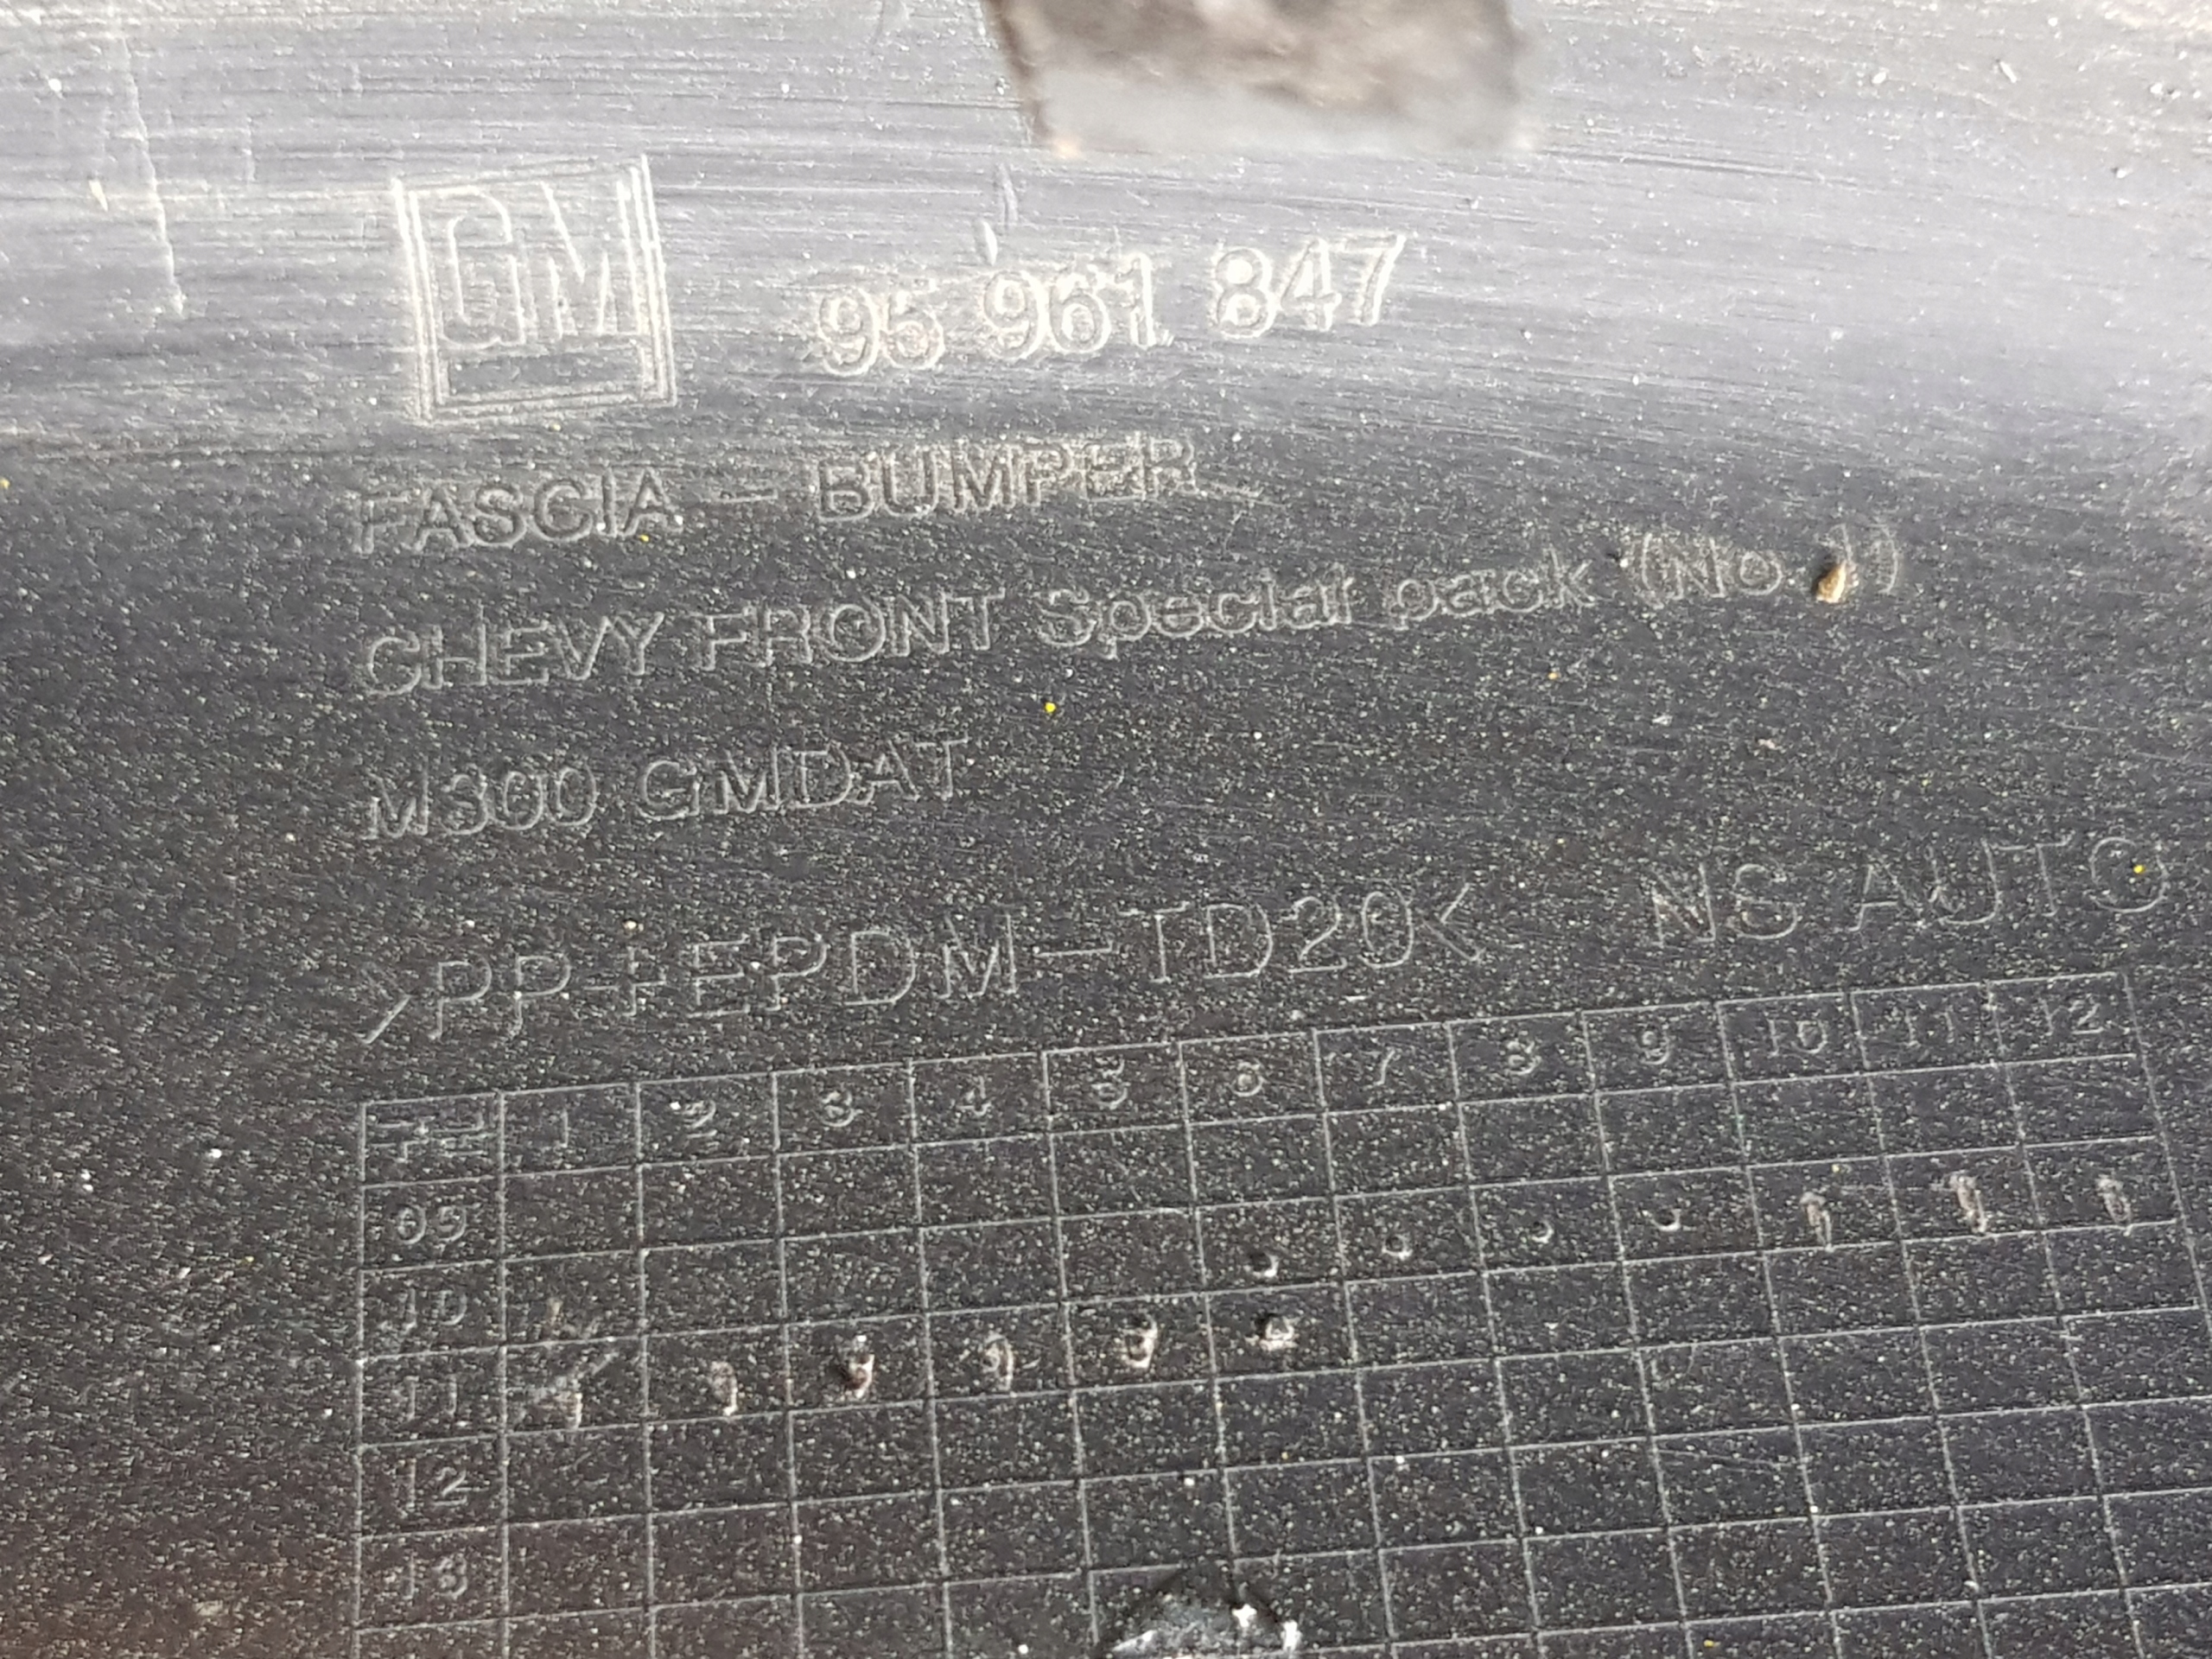 GM
95 961 847
FASCIA - BUMPER
CHEVY FRONT Special pack (No.1)
M300 GMDAT
>PP+EPDM-TD20< NS AUTO
1 2 3 4 5 6 7 8 9 10 11 12
09
10
11
12
13